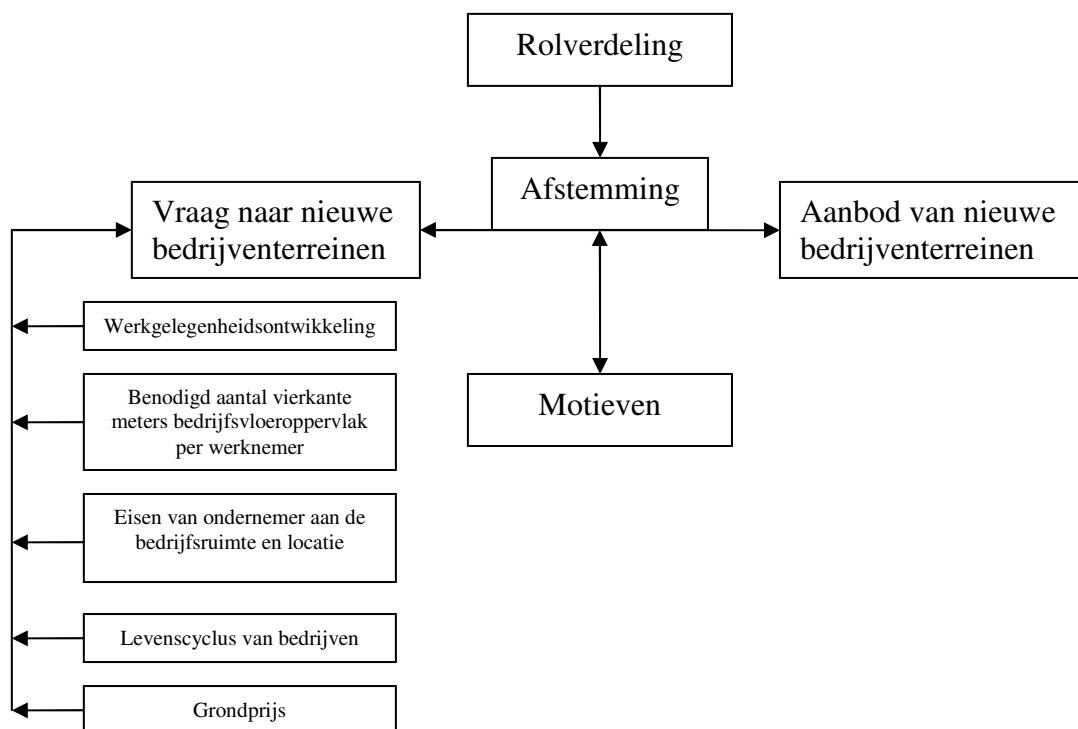 Rolverdeling
Afstemming
Vraag naar nieuwe
bedrijventerreinen
Aanbod van nieuwe
bedrijventerreinen
Werkgelegenheidsontwikkeling
Benodigd aantal vierkante
meters bedrijfsvloeroppervlak
per werknemer
Motieven
Eisen van ondernemer aan de
bedrijfsruimte en locatie
Levenscyclus van bedrijven
Grondprijs